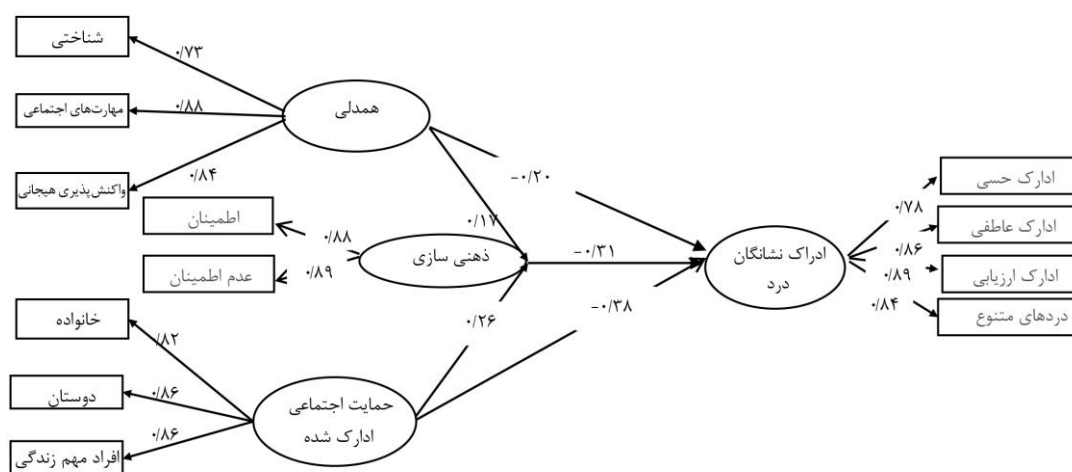 شناختی
۰/۷۳
همدلی
مهارت‌های اجتماعی
۰/۸۸
واکنش‌پذیری هیجانی
۰/۸۴
-۰/۲۰
ادارک حسی
۰/۷۸
اطمینان
۰/۸۸
۰/۱۷
ادارک عاطفی
۰/۸۶
ذهنی سازی
-۰/۳۱
ادراک نشانگان
درد
عدم اطمینان
۰/۸۹
ادارک ارزیابی
۰/۸۹
خانواده
۰/۸۲
۰/۲۶
-۰/۳۸
دردهای متنوع
۰/۸۴
دوستان
۰/۸۶
حمایت اجتماعی
ادارک شده
افراد مهم زندگی
۰/۸۶